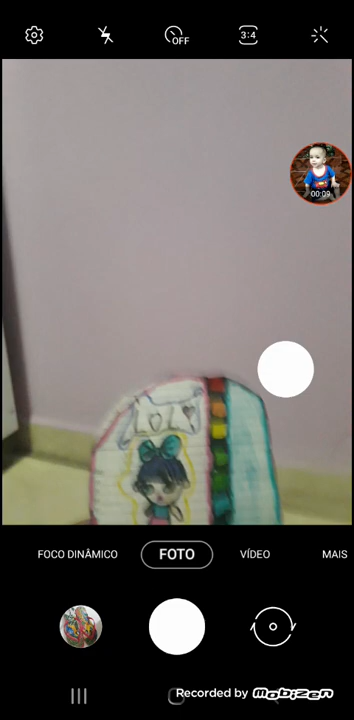 OFF
3:4
00:09
LOL
FOCO DINÂMICO
FOTO
VÍDEO
MAIS
Recorded by Mobizen